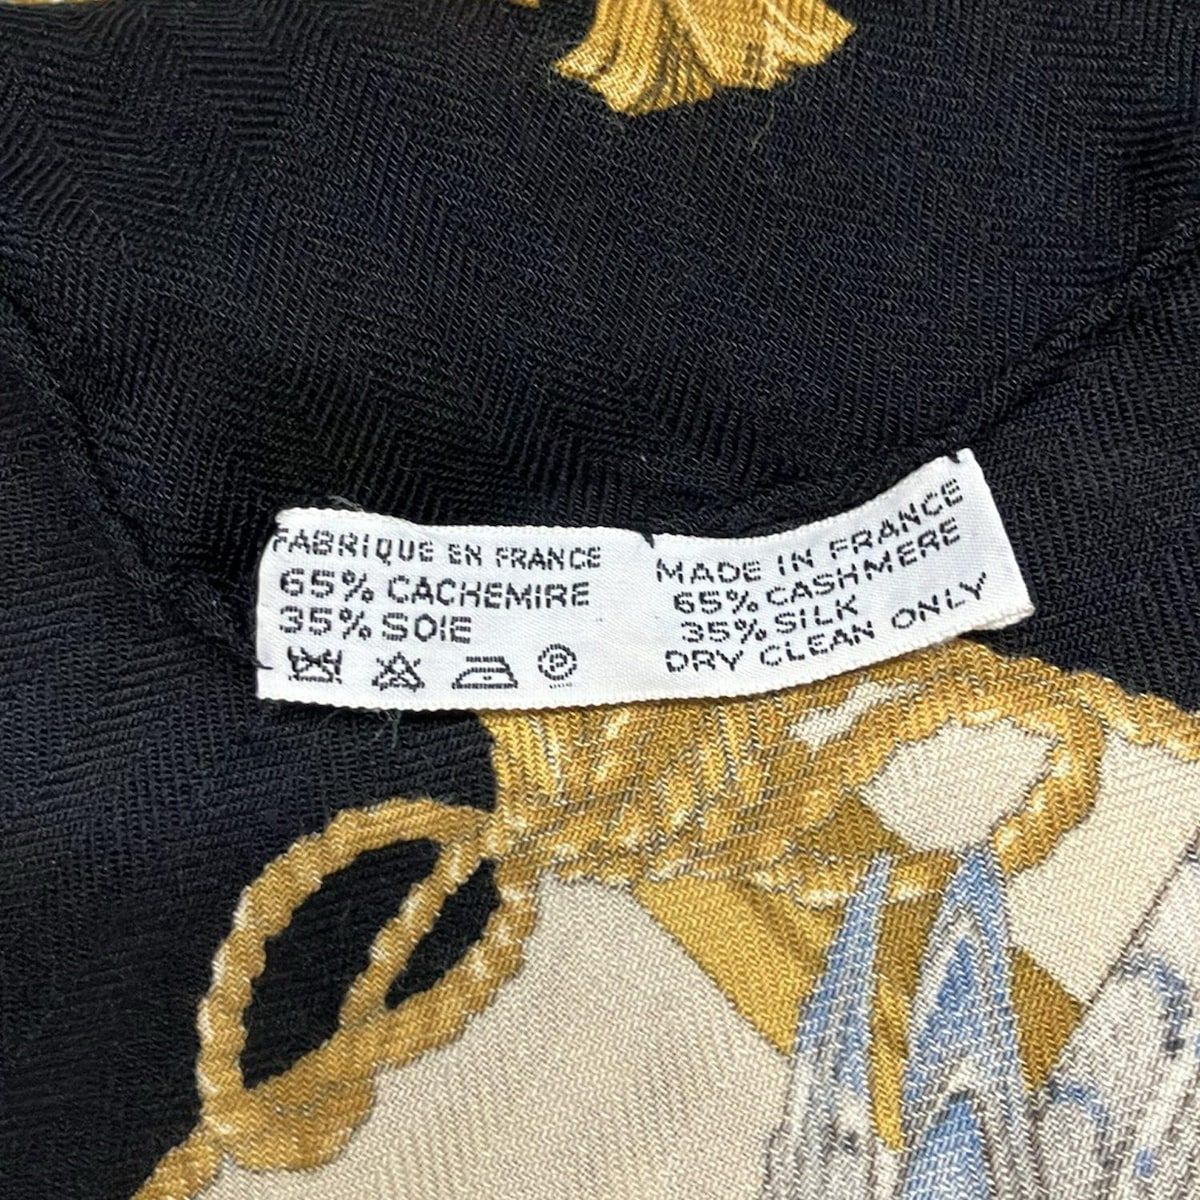 FABRIQUE EN FRANCE
65% CACHEMIRE
35% SOIE
P
MADE IN FRANCE
65% CASHMERE
35% SILK
DRY CLEAN ONLY